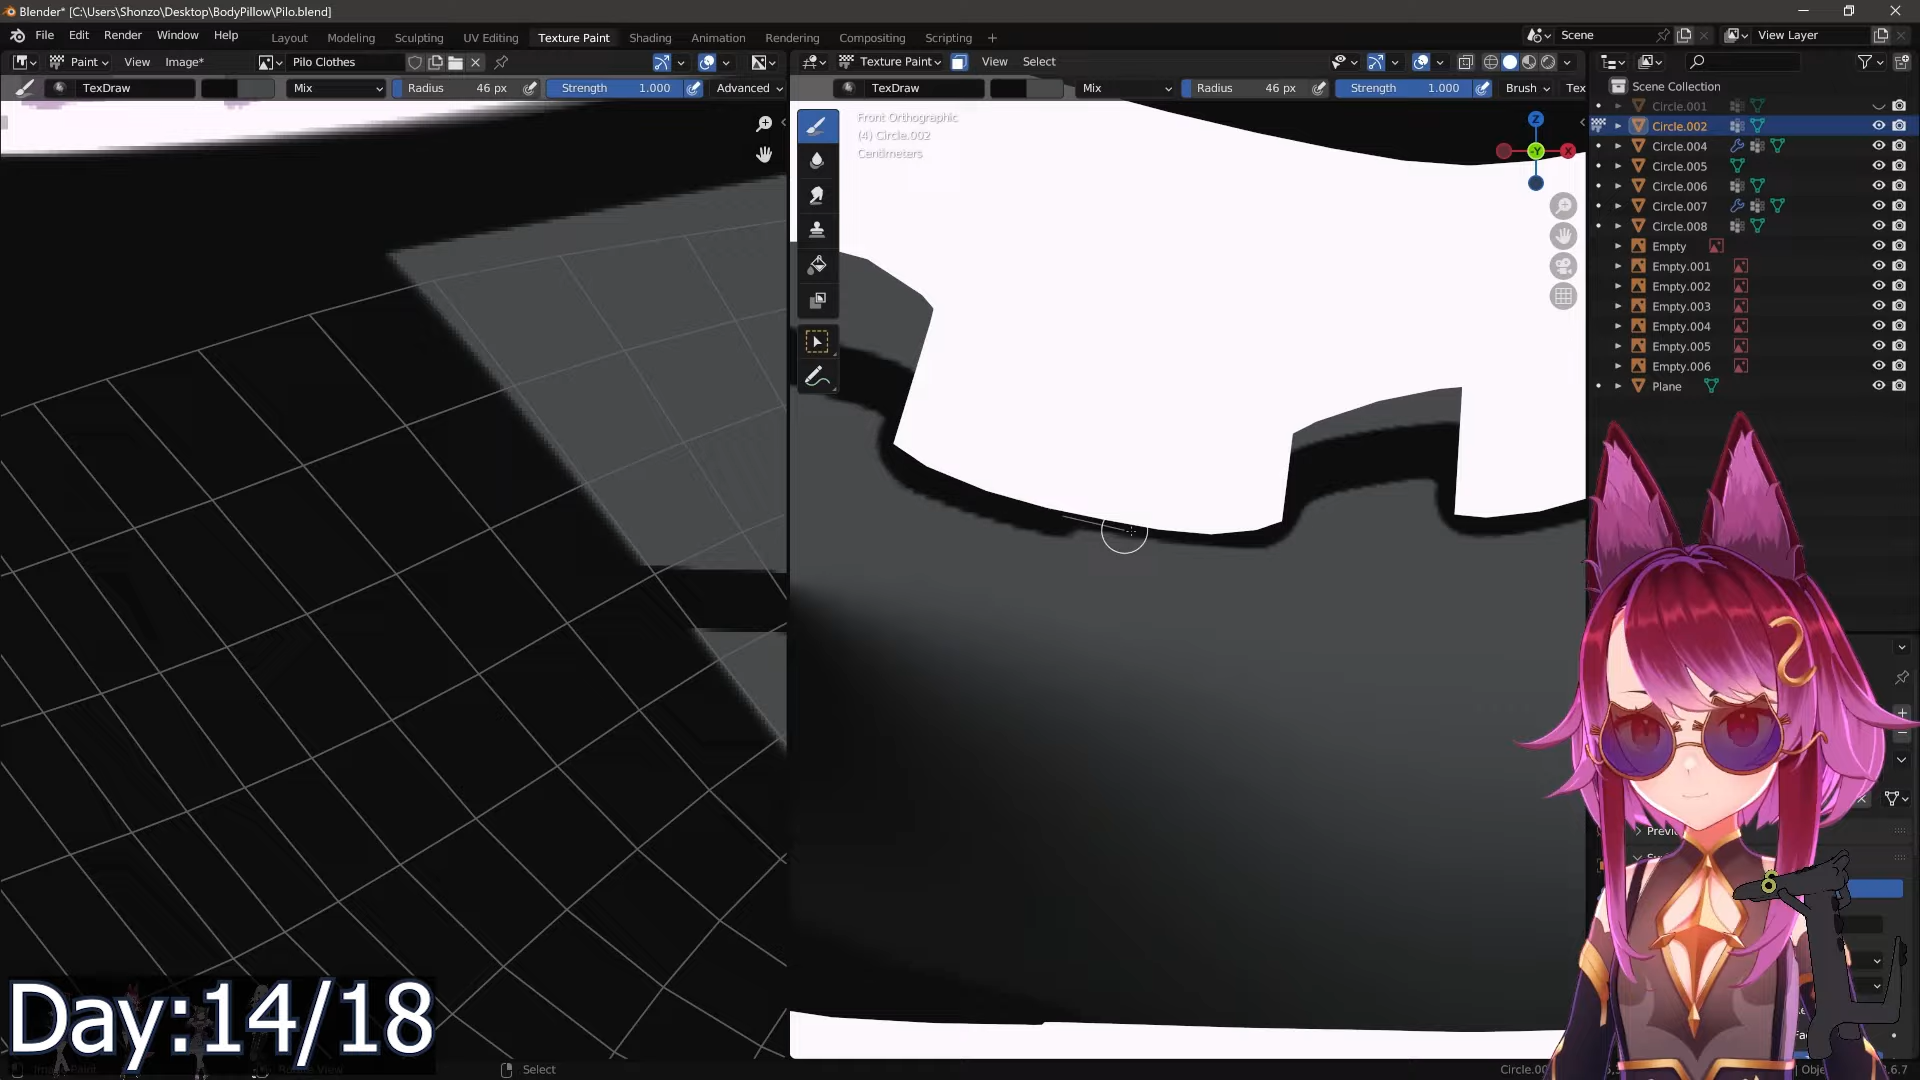 Blender* [C:\Users\Shonzo\Desktop\BodyPillow\Pilo.blend]
File Edit Render Window Help
Layout Modeling Sculpting UV Editing Texture Paint Shading Animation Rendering Compositing Scripting +
Scene
View Layer
Paint View Image* Pilo Clothes
Texture Paint View Select
TexDraw Mix Radius 46 px Strength 1.000 Advanced
TexDraw Mix Radius 46 px Strength 1.000 Brush Tex
Front Orthographic
(4) Circle.002
Centimeters
Z
-Y
X
Scene Collection
Circle.001
Circle.002
Circle.004
Circle.005
Circle.006
Circle.007
Circle.008
Empty
Empty.001
Empty.002
Empty.003
Empty.004
Empty.005
Empty.006
Plane
Day:14/18
Select